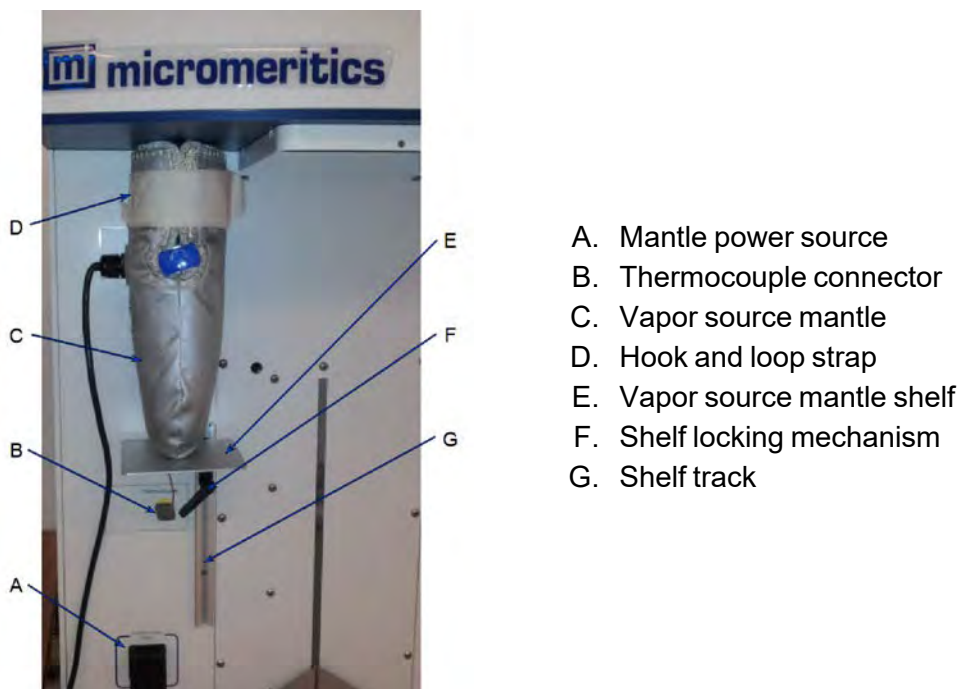 m micromeritics
D
E
C
F
B
G
A
A. Mantle power source
B. Thermocouple connector
C. Vapor source mantle
D. Hook and loop strap
E. Vapor source mantle shelf
F. Shelf locking mechanism
G. Shelf track